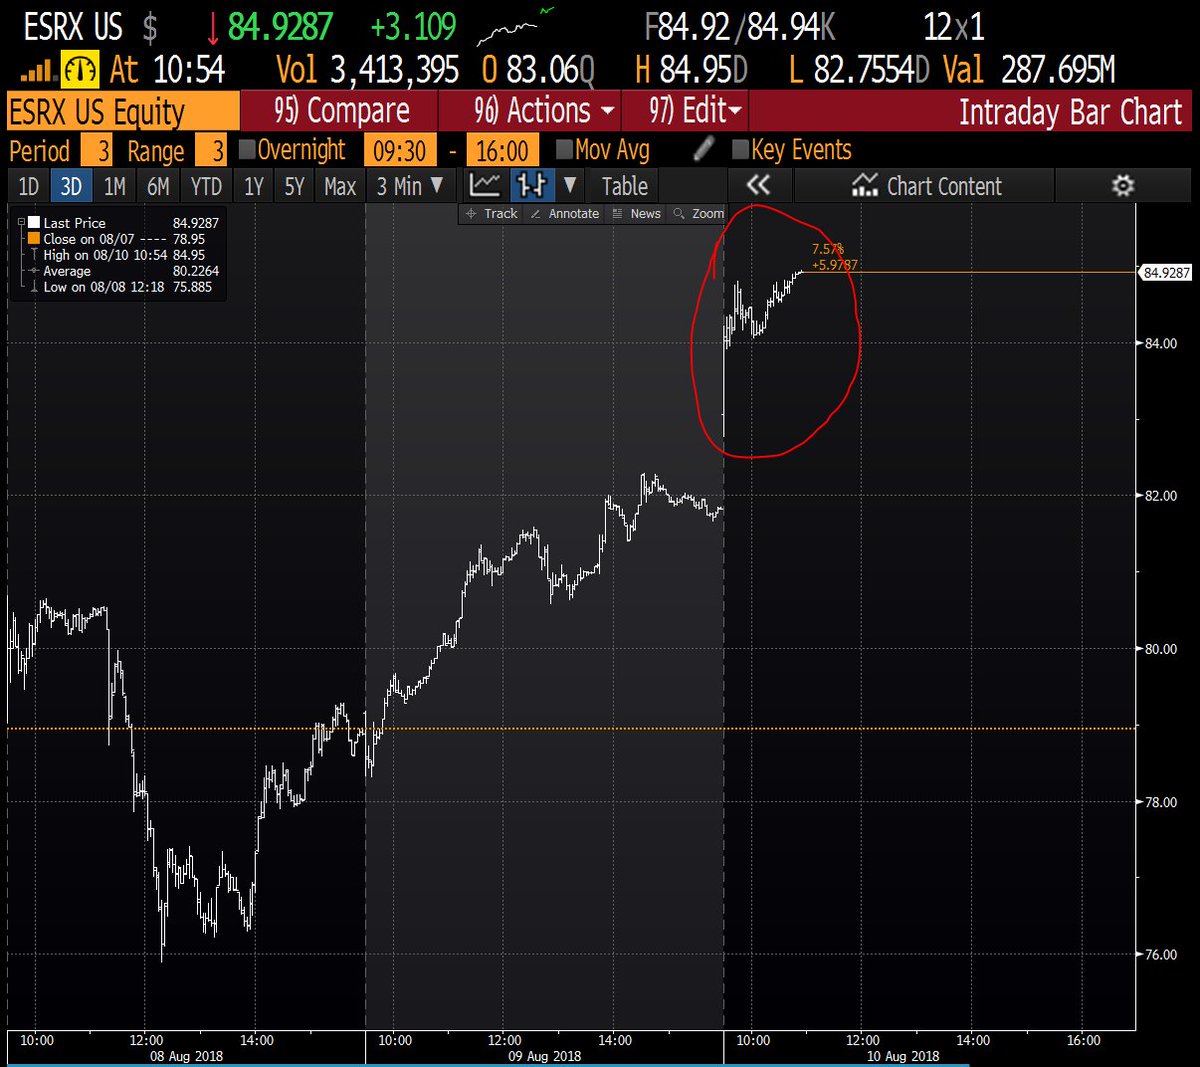 ESRX US $ ↓84.9287 +3.109 F84.92/84.94K 12x1
At 10:54 Vol 3,413,395 O 83.06Q H 84.95D L 82.7554D Val 287.695M
ESRX US Equity 95) Compare 96) Actions 97) Edit Intraday Bar Chart
Period 3 Range 3 Overnight 09:30 - 16:00 Mov Avg Key Events
1D 3D 1M 6M YTD 1Y 5Y Max 3 Min ▼ ▼ Table « Chart Content
Track Annotate News Zoom
Last Price 84.9287
Close on 08/07 ---- 78.95
High on 08/10 10:54 84.95
Average 80.2264
Low on 08/08 12:18 75.885
7.57%
+5.9787
84.9287
84.00
82.00
80.00
78.00
76.00
10:00 12:00 14:00 10:00 12:00 14:00 10:00 12:00 14:00 16:00
08 Aug 2018 09 Aug 2018 10 Aug 2018